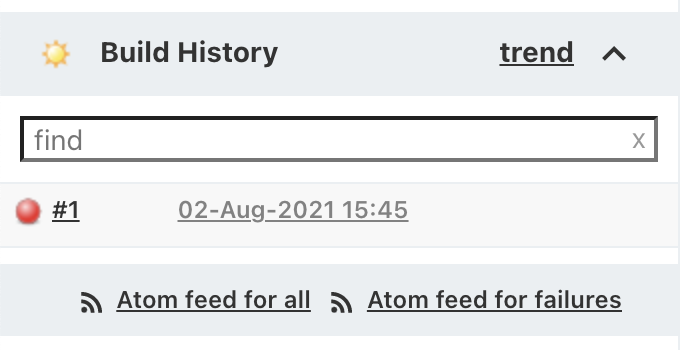 Build History trend
find x
#1 02-Aug-2021 15:45
Atom feed for all Atom feed for failures